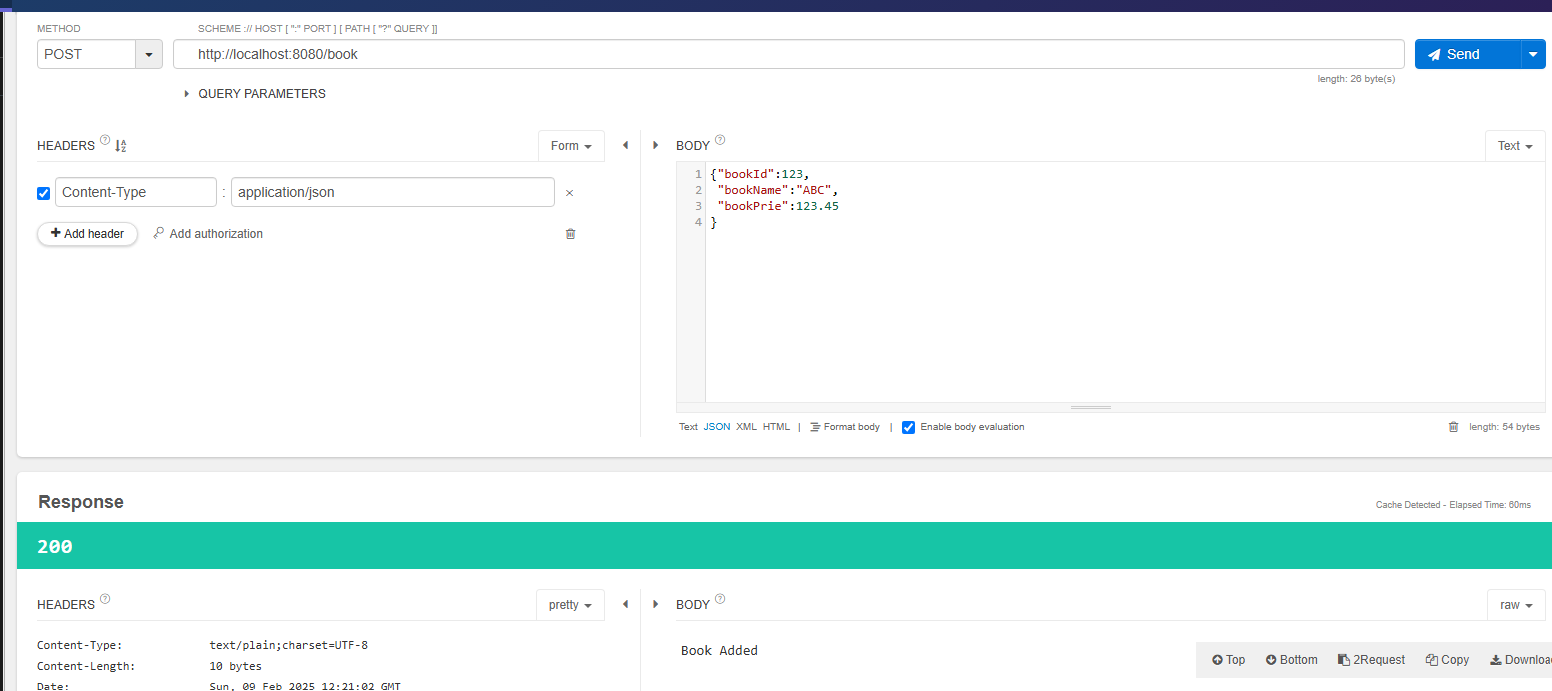 METHOD
SCHEME :// HOST [ ":" PORT ] [ PATH [ "?" QUERY ]]
POST
http://localhost:8080/book
Send
length: 26 byte(s)
QUERY PARAMETERS
HEADERS ?
Form
BODY ?
Text
Content-Type : application/json ×
+ Add header
Add authorization
1 {"bookId":123,
2 "bookName":"ABC",
3 "bookPrie":123.45
4 }
Text JSON XML HTML | Format body | Enable body evaluation
length: 54 bytes
Response
Cache Detected - Elapsed Time: 60ms
200
HEADERS ?
pretty
BODY ?
raw
Content-Type: text/plain;charset=UTF-8
Content-Length: 10 bytes
Date: Sun, 09 Feb 2025 12:21:02 GMT
Book Added
Top Bottom 2Request Copy Downloa